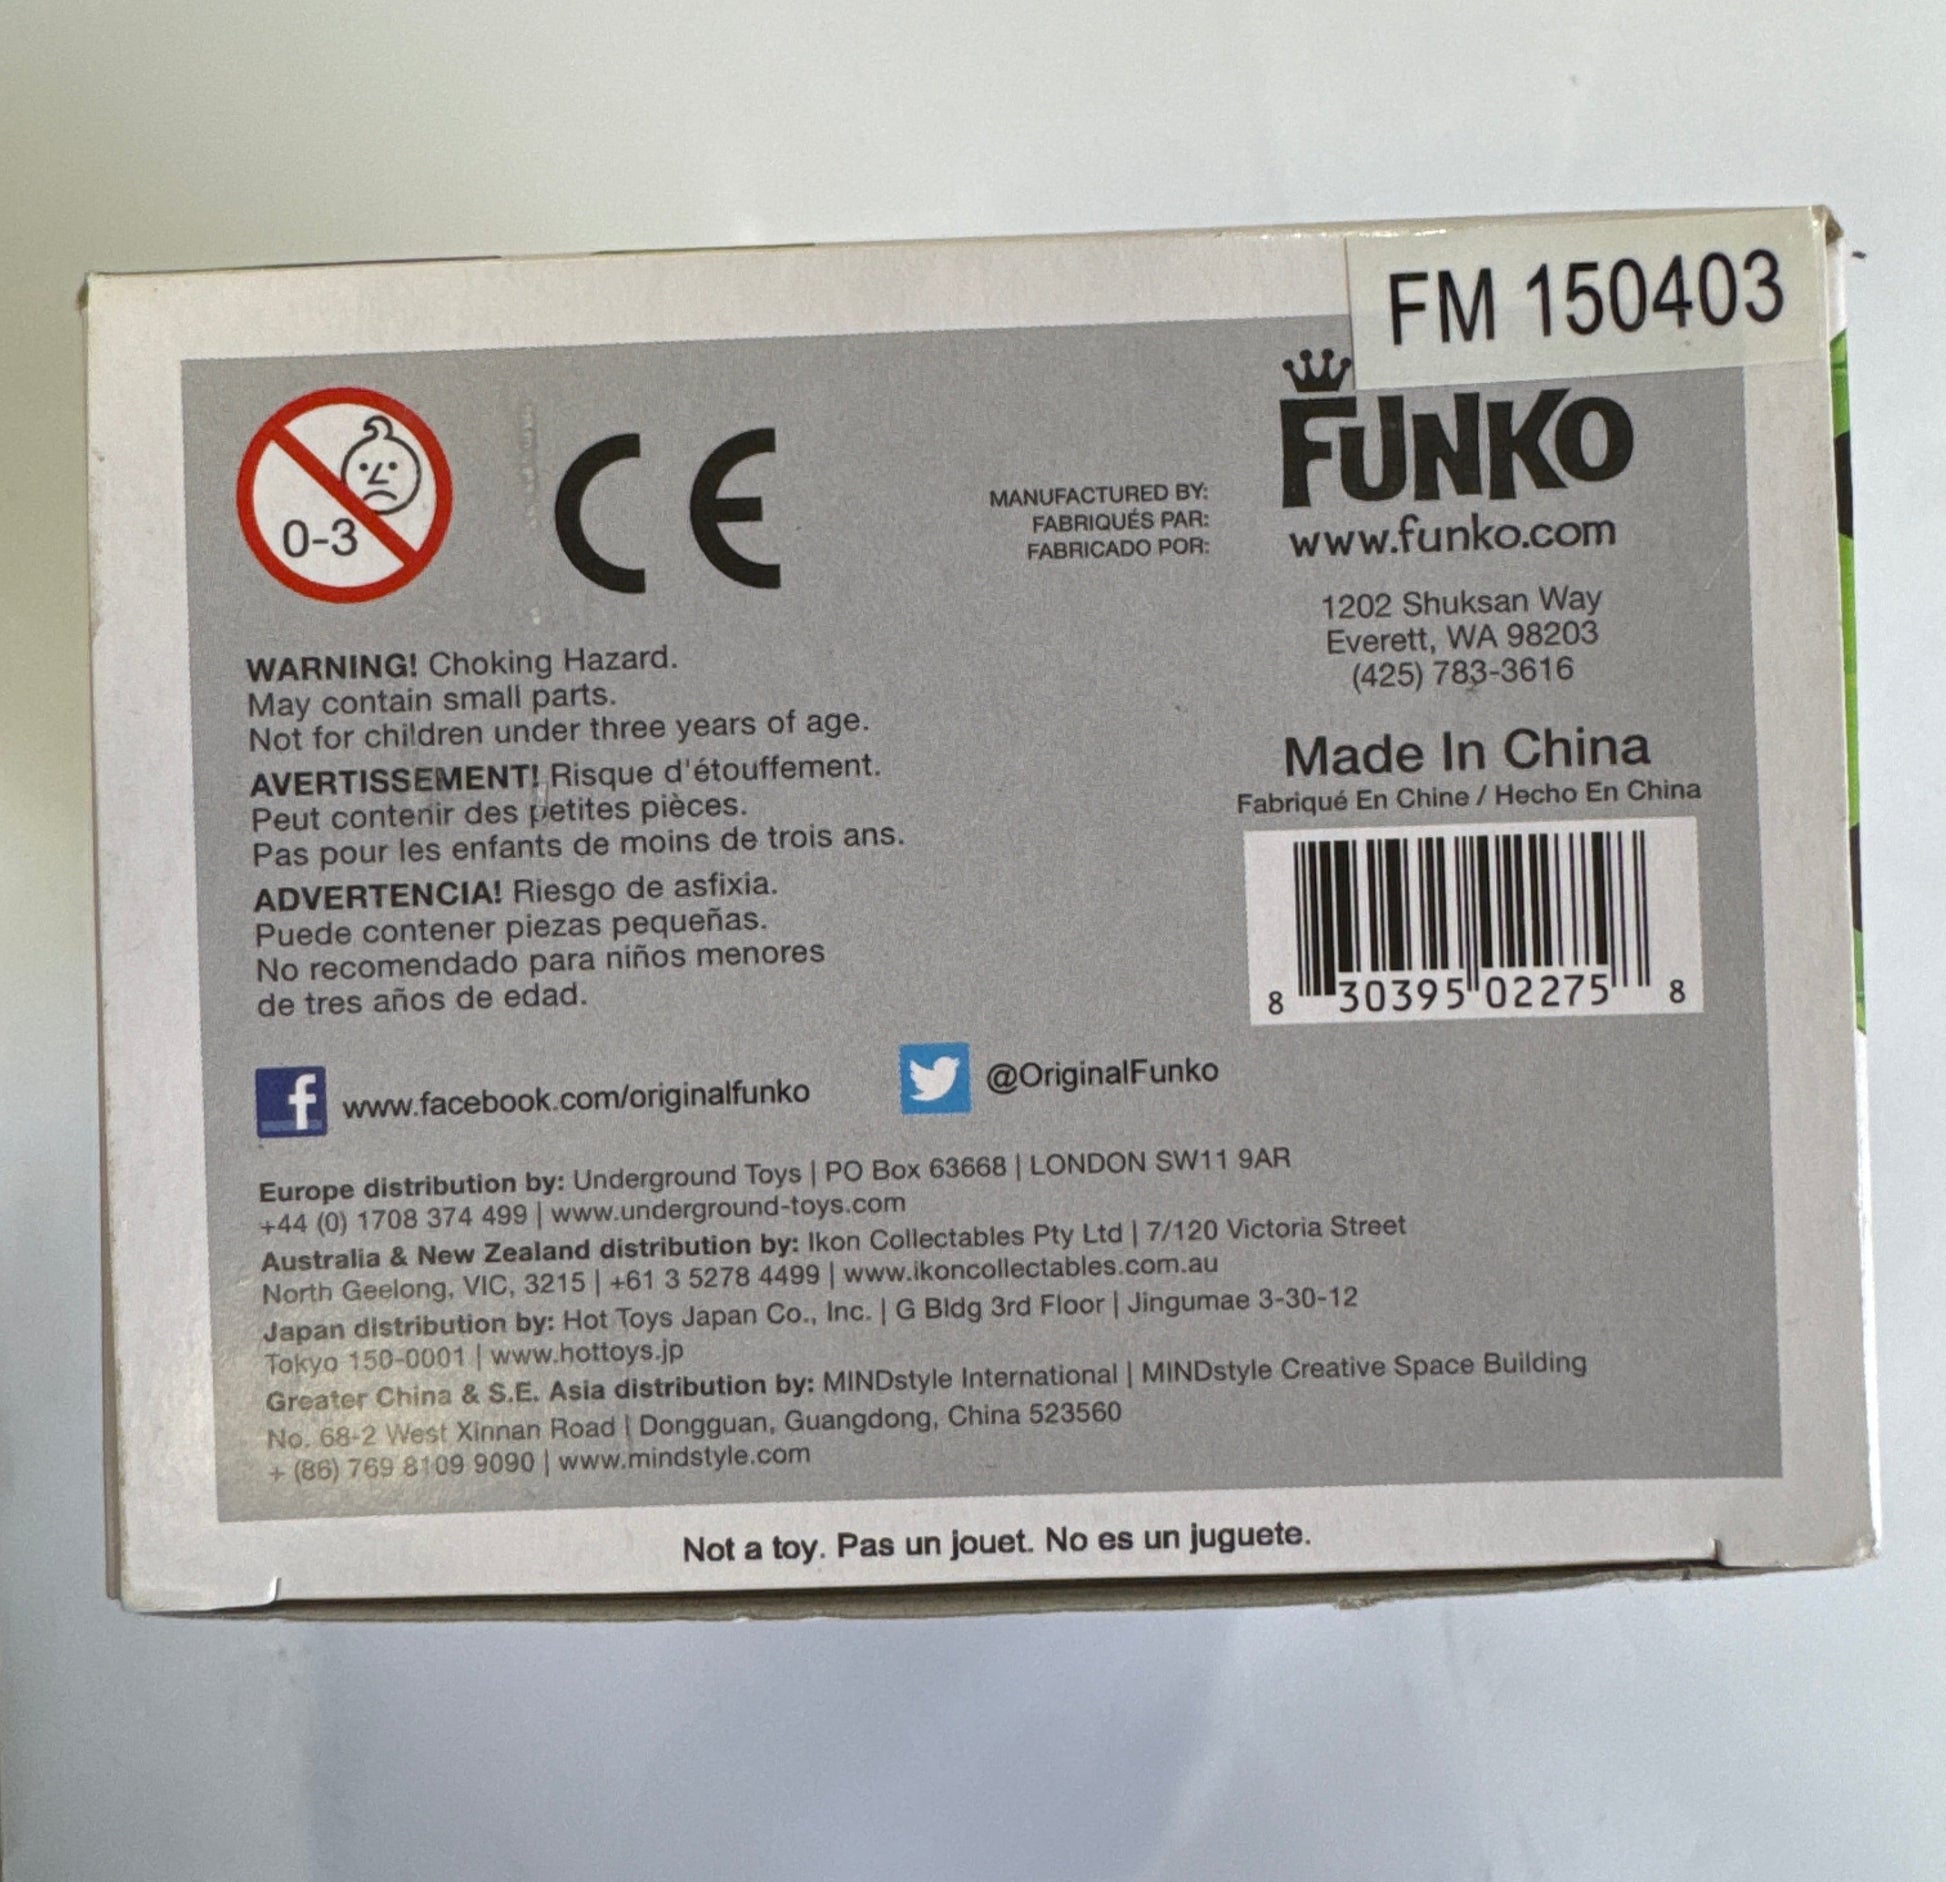 FM 150403
0-3
CE
MANUFACTURED BY:
FABRIQUÉS PAR:
FABRICADO POR:
FUNKO
www.funko.com
1202 Shuksan Way
Everett, WA 98203
(425) 783-3616
Made In China
Fabriqué En Chine / Hecho En China
8 30395 02275 8
WARNING! Choking Hazard.
May contain small parts.
Not for children under three years of age.
AVERTISSEMENT! Risque d'étouffement.
Peut contenir des petites pièces.
Pas pour les enfants de moins de trois ans.
ADVERTENCIA! Riesgo de asfixia.
Puede contener piezas pequeñas.
No recomendado para niños menores
de tres años de edad.
f www.facebook.com/originalfunko
@OriginalFunko
Europe distribution by: Underground Toys | PO Box 63668 | LONDON SW11 9AR
+44 (0) 1708 374 499 | www.underground-toys.com
Australia & New Zealand distribution by: Ikon Collectables Pty Ltd | 7/120 Victoria Street
North Geelong, VIC, 3215 | +61 3 5278 4499 | www.ikoncollectables.com.au
Japan distribution by: Hot Toys Japan Co., Inc. | G Bldg 3rd Floor | Jingumae 3-30-12
Tokyo 150-0001 | www.hottoys.jp
Greater China & S.E. Asia distribution by: MINDstyle International | MINDstyle Creative Space Building
No. 68-2 West Xinnan Road | Dongguan, Guangdong, China 523560
+ (86) 769 8109 9090 | www.mindstyle.com
Not a toy. Pas un jouet. No es un juguete.